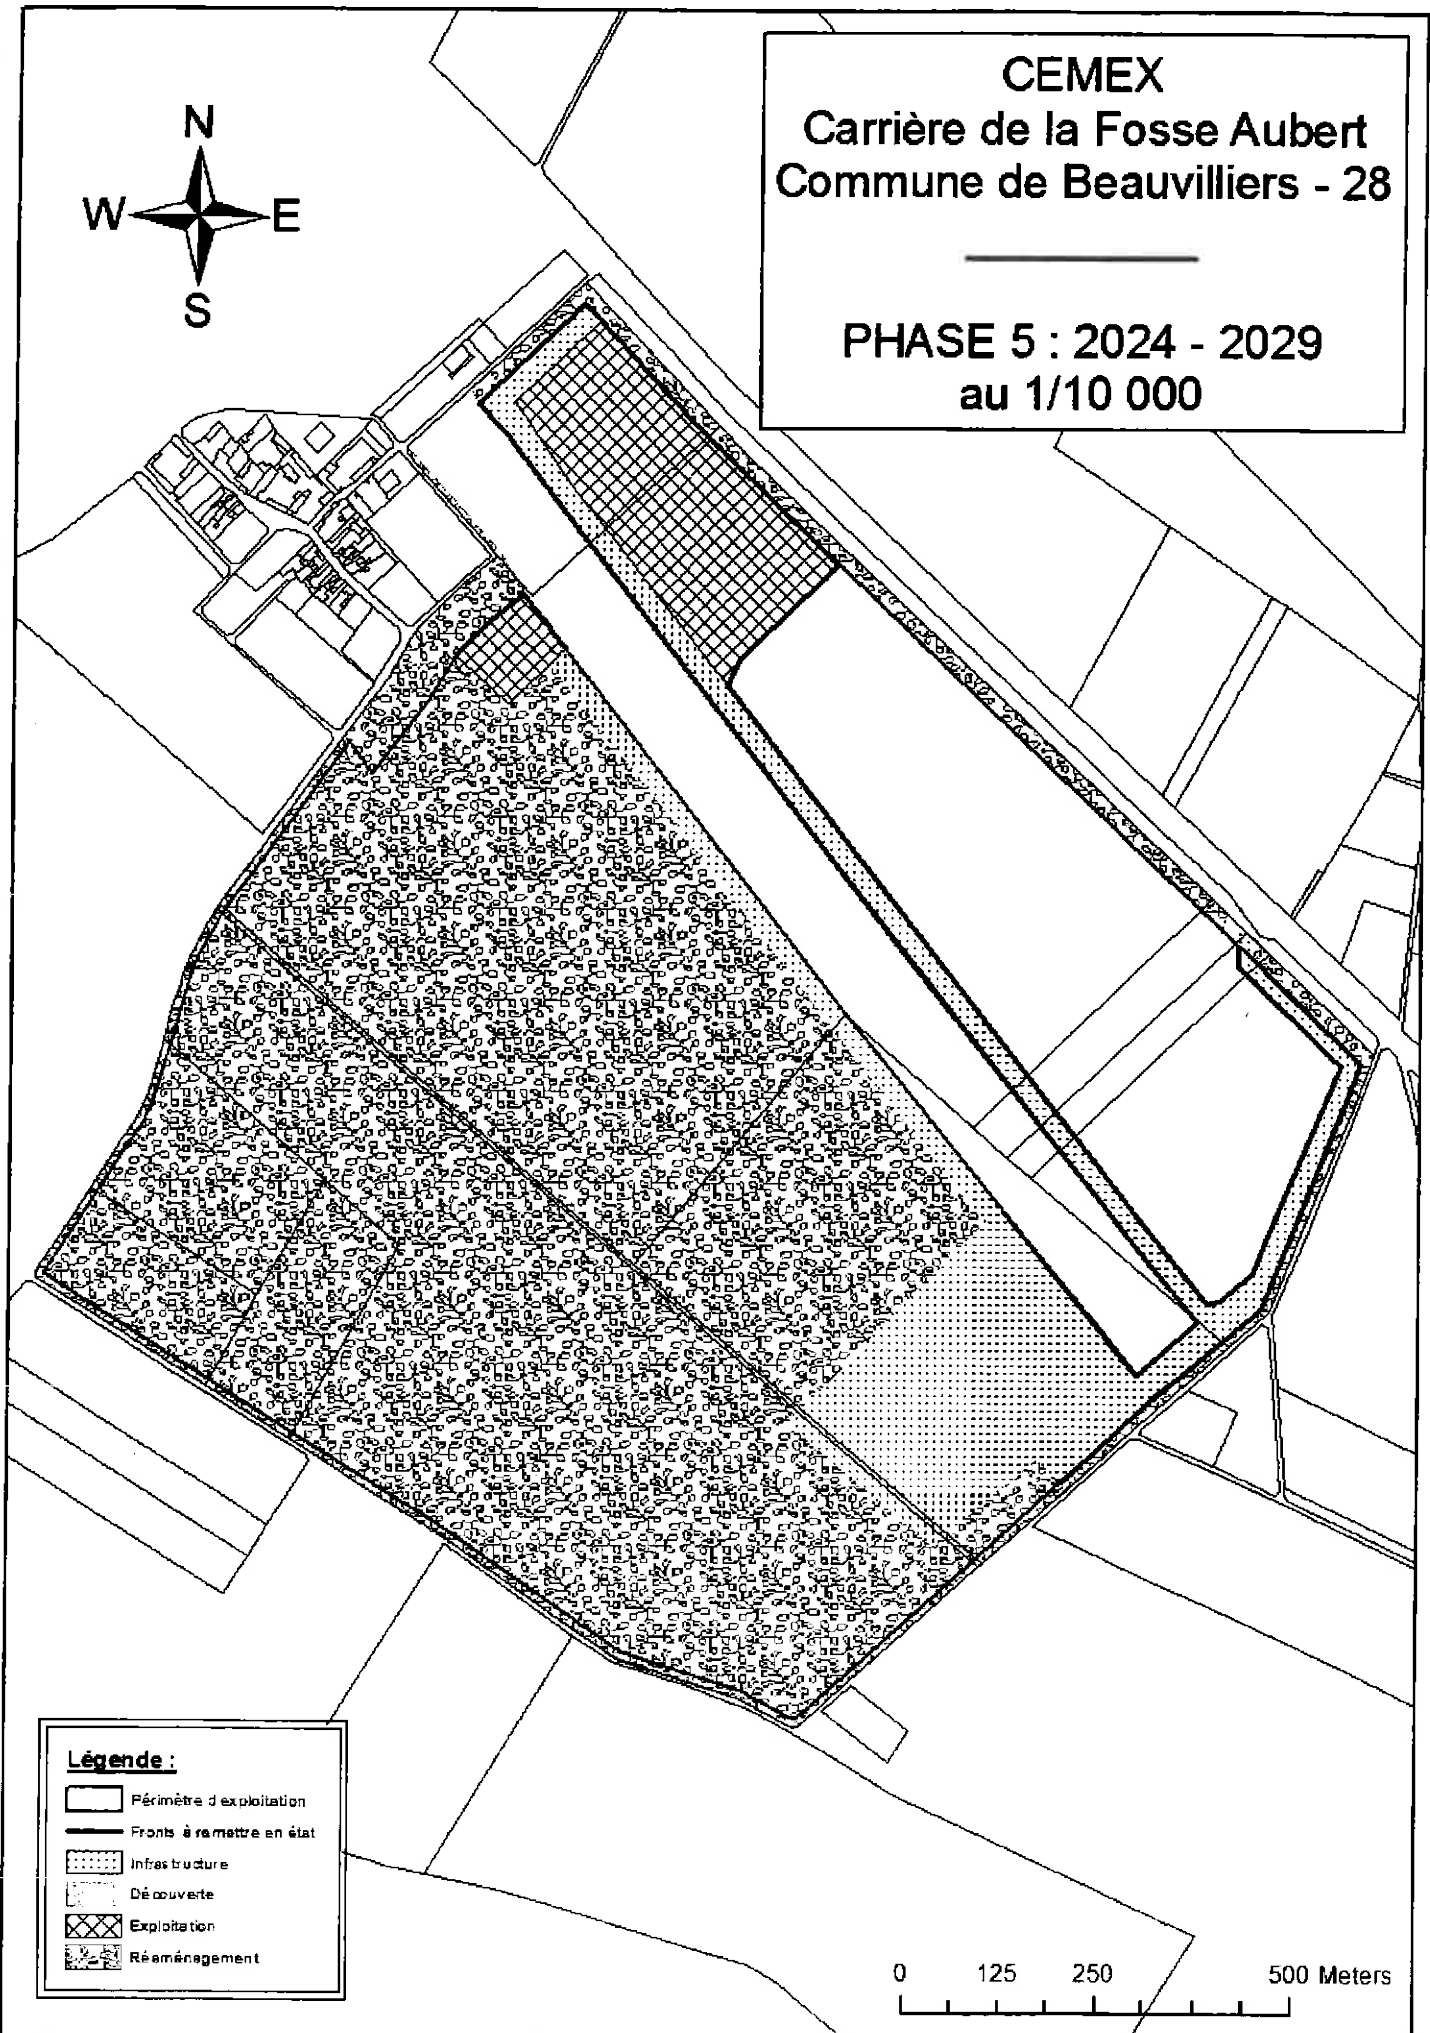 CEMEX
Carrière de la Fosse Aubert
Commune de Beauvilliers - 28
PHASE 5 : 2024 - 2029
au 1/10 000
N
W E
S
Légende :
Périmètre d exploitation
Fronts à remettre en état
Infrastructure
Découverte
Exploitation
Réaménagement
0 125 250 500 Meters